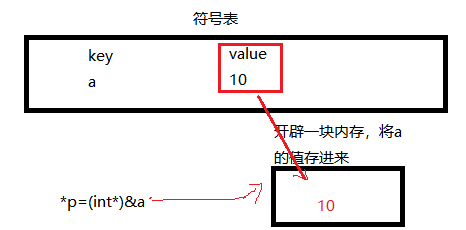 符号表
key value
a 10
开辟一块内存，将a
的值存进来
*p=(int*)&a
10